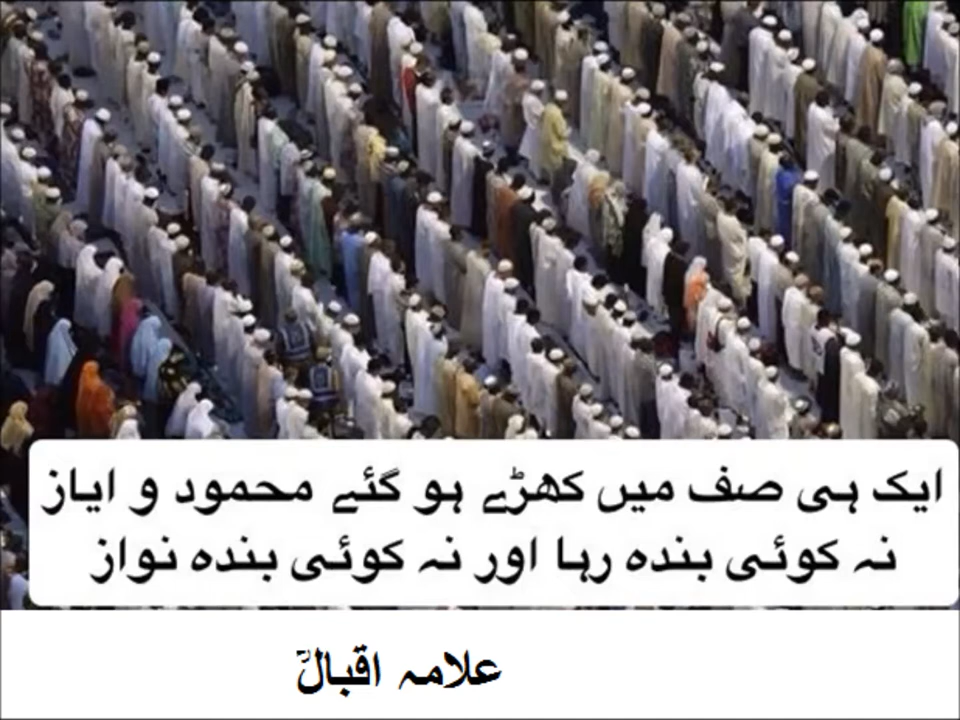 ایک ہی صف میں کھڑے ہو گئے محمود و ایاز
نہ کوئی بندہ رہا اور نہ کوئی بندہ نواز
علامہ اقبالؒ